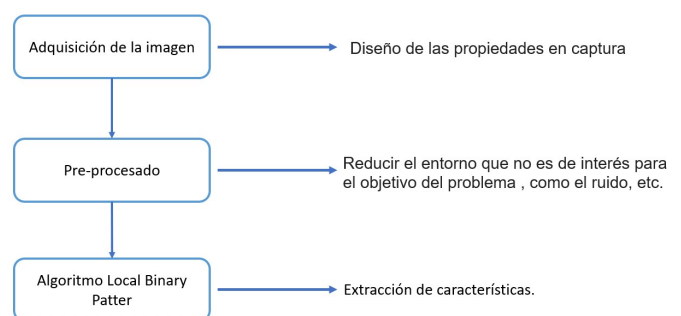 Adquisición de la imagen
Diseño de las propiedades en captura
Pre-procesado
Reducir el entorno que no es de interés para
el objetivo del problema , como el ruido, etc.
Algoritmo Local Binary
Patter
Extracción de características.